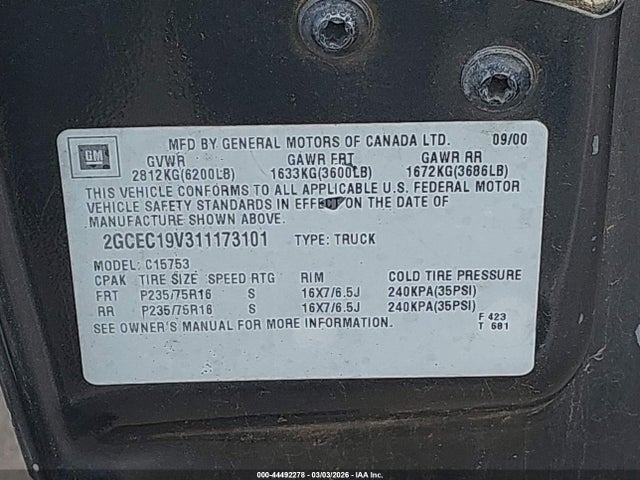 GM
MFD BY GENERAL MOTORS OF CANADA LTD. 09/00
GVWR GAWR FRT GAWR RR
2812KG(6200LB) 1633KG(3600LB) 1672KG(3686LB)
THIS VEHICLE CONFORMS TO ALL APPLICABLE U.S. FEDERAL MOTOR
VEHICLE SAFETY STANDARDS IN EFFECT ON THE DATE OF
MANUFACTURE SHOWN ABOVE.
2GCEC19V311173101 TYPE: TRUCK
MODEL: C15753
CPAK TIRE SIZE SPEED RTG RIM COLD TIRE PRESSURE
FRT P235/75R16 S 16X7/6.5J 240KPA(35PSI)
RR P235/75R16 S 16X7/6.5J 240KPA(35PSI)
SEE OWNER'S MANUAL FOR MORE INFORMATION. F 423
T 681
000-44492278 - 03/03/2026 - IAA Inc.